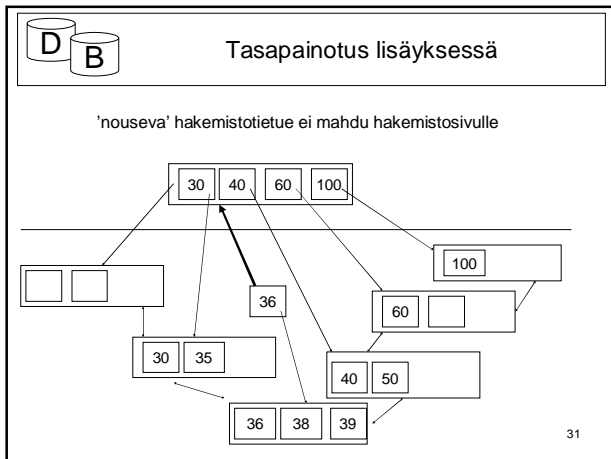 D
B
Tasapainotus lisäyksessä
'nouseva' hakemistotietue ei mahdu hakemistosivulle
30 40 60 100
100
36
60
30 35
40 50
36 38 39
31